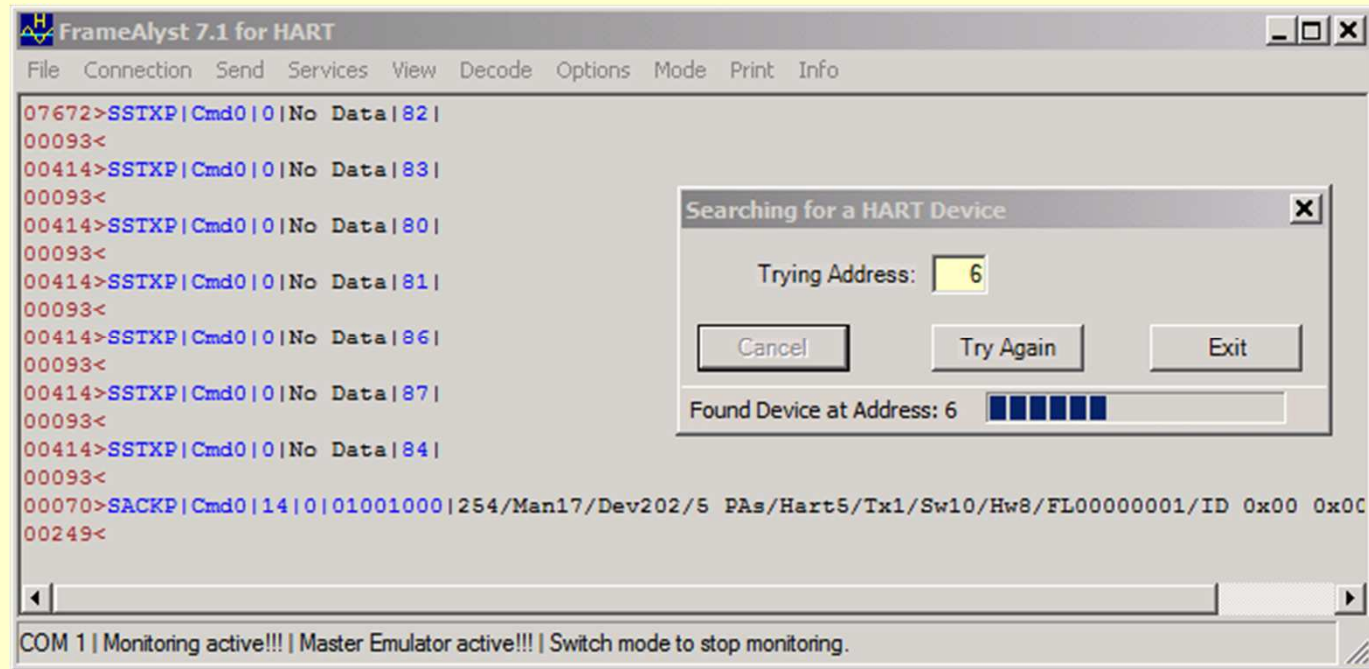 FrameAlyst 7.1 for HART
File Connection Send Services View Decode Options Mode Print Info
07672>SSTXP|Cmd0|0|No Data|82|
00093<
00414>SSTXP|Cmd0|0|No Data|83|
00093<
00414>SSTXP|Cmd0|0|No Data|80|
00093<
00414>SSTXP|Cmd0|0|No Data|81|
00093<
00414>SSTXP|Cmd0|0|No Data|86|
00093<
00414>SSTXP|Cmd0|0|No Data|87|
00093<
00414>SSTXP|Cmd0|0|No Data|84|
00093<
00070>SACKP|Cmd0|14|0|01001000|254/Man17/Dev202/5 PAs/Hart5/Tx1/Sw10/Hw8/FL00000001/ID 0x00 0x00
00249<
Searching for a HART Device
Trying Address: 6
Cancel Try Again Exit
Found Device at Address: 6
COM 1 | Monitoring active!!! | Master Emulator active!!! | Switch mode to stop monitoring.